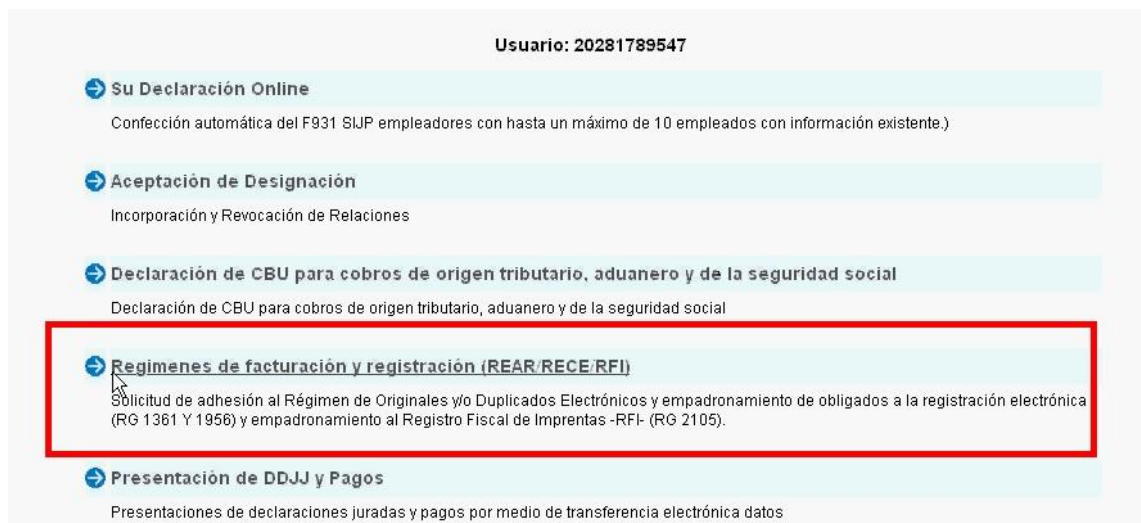 Usuario: 20281789547
Su Declaración Online
Confección automática del F931 SIJP empleadores con hasta un máximo de 10 empleados con información existente.)
Aceptación de Designación
Incorporación y Revocación de Relaciones
Declaración de CBU para cobros de origen tributario, aduanero y de la seguridad social
Declaración de CBU para cobros de origen tributario, aduanero y de la seguridad social
Regimenes de facturación y registración (REAR/RECE/RFI)
Solicitud de adhesión al Régimen de Originales y/o Duplicados Electrónicos y empadronamiento de obligados a la registración electrónica
(RG 1361 Y 1956) y empadronamiento al Registro Fiscal de Imprentas -RFI- (RG 2105).
Presentación de DDJJ y Pagos
Presentaciones de declaraciones juradas y pagos por medio de transferencia electrónica datos